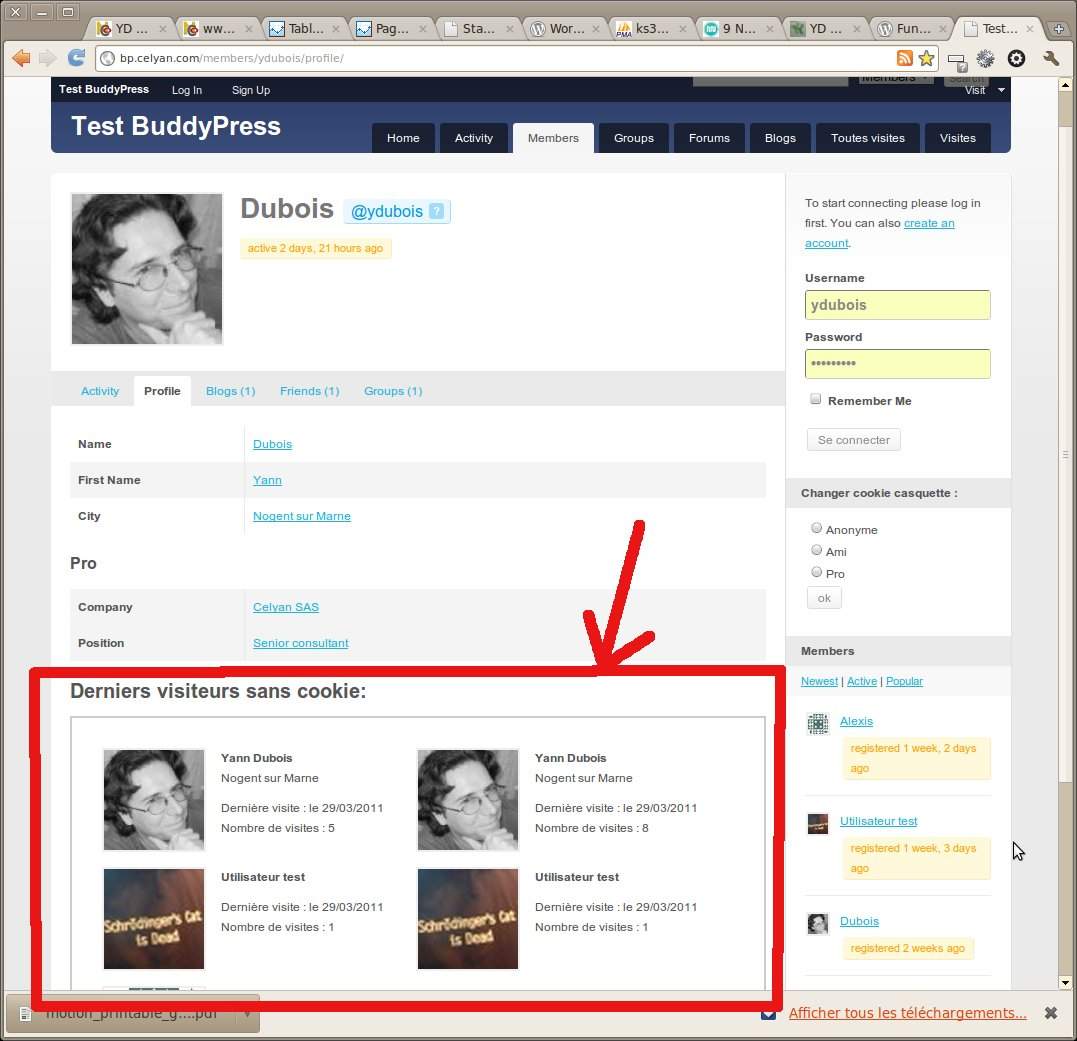 YD ...
ww...
Tabl...
Pag...
Sta...
Wor...
PMA
ks3...
9 N...
YD ...
Fun...
Test...
bp.celyan.com/members/ydubois/profile/
Test BuddyPress
Log In
Sign Up
Members
Search
Visit
Test BuddyPress
Home
Activity
Members
Groups
Forums
Blogs
Toutes visites
Visites
Dubois
@ydubois ?
active 2 days, 21 hours ago
Activity
Profile
Blogs (1)
Friends (1)
Groups (1)
Name
Dubois
First Name
Yann
City
Nogent sur Marne
Pro
Company
Celyan SAS
Position
Senior consultant
Derniers visiteurs sans cookie:
Yann Dubois
Nogent sur Marne
Dernière visite : le 29/03/2011
Nombre de visites : 5
Yann Dubois
Nogent sur Marne
Dernière visite : le 29/03/2011
Nombre de visites : 8
Schrödinger's Cat
is Dead
Utilisateur test
Dernière visite : le 29/03/2011
Nombre de visites : 1
Schrödinger's Cat
is Dead
Utilisateur test
Dernière visite : le 29/03/2011
Nombre de visites : 1
To start connecting please log in
first. You can also create an
account.
Username
ydubois
Password
•••••••••
Remember Me
Se connecter
Changer cookie casquette :
Anonyme
Ami
Pro
ok
Members
Newest | Active | Popular
Alexis
registered 1 week, 2 days
ago
Utilisateur test
registered 1 week, 3 days
ago
Dubois
registered 2 weeks ago
motion_printable_g....pdf
Afficher tous les téléchargements...